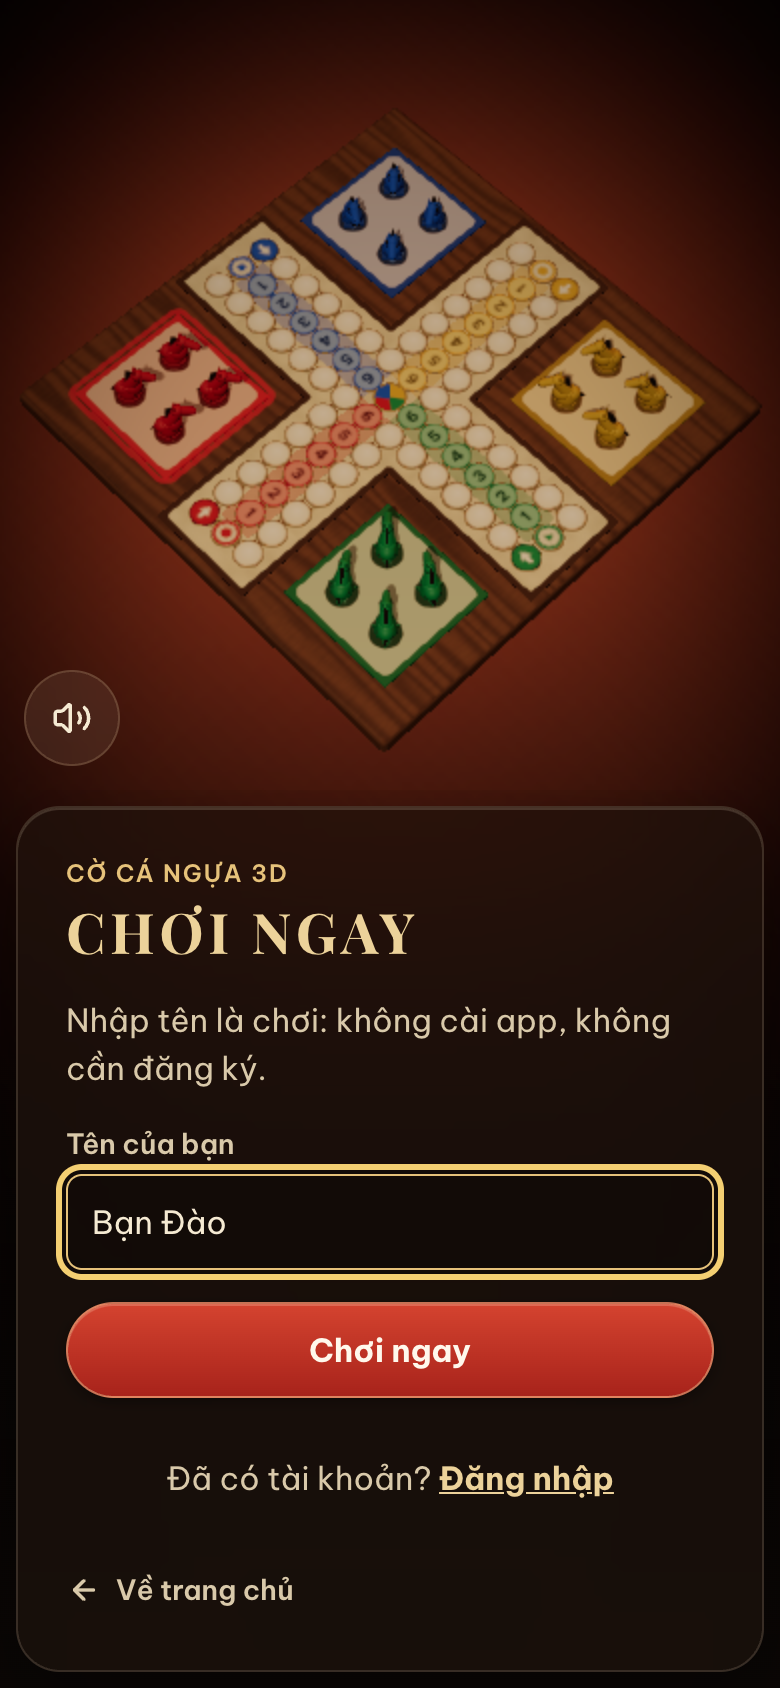 CỜ CÁ NGỰA 3D
CHƠI NGAY
Nhập tên là chơi: không cài app, không
cần đăng ký.
Tên của bạn
Bạn Đào
Chơi ngay
Đã có tài khoản? Đăng nhập
Về trang chủ